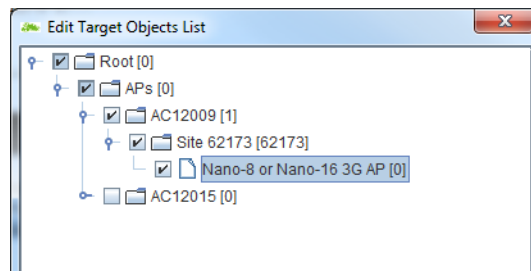 Edit Target Objects List
Root [0]
APs [0]
AC12009 [1]
Site 62173 [62173]
Nano-8 or Nano-16 3G AP [0]
AC12015 [0]